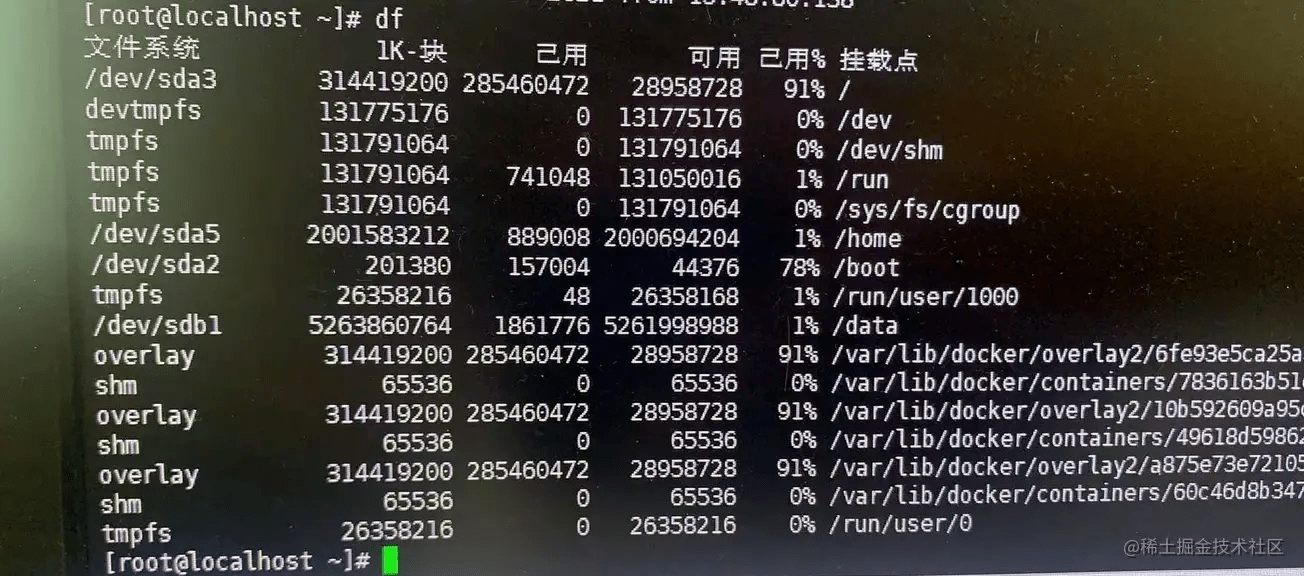 [root@localhost ~]# df
文件系统 1K-块 已用 可用 已用% 挂载点
/dev/sda3 314419200 285460472 28958728 91% /
devtmpfs 131775176 0 131775176 0% /dev
tmpfs 131791064 0 131791064 0% /dev/shm
tmpfs 131791064 741048 131050016 1% /run
tmpfs 131791064 0 131791064 0% /sys/fs/cgroup
/dev/sda5 2001583212 889008 2000694204 1% /home
/dev/sda2 201380 157004 44376 78% /boot
tmpfs 26358216 48 26358168 1% /run/user/1000
/dev/sdb1 5263860764 1861776 5261998988 1% /data
overlay 314419200 285460472 28958728 91% /var/lib/docker/overlay2/6fe93e5ca25a
shm 65536 0 65536 0% /var/lib/docker/containers/7836163b51
overlay 314419200 285460472 28958728 91% /var/lib/docker/overlay2/10b592609a95
shm 65536 0 65536 0% /var/lib/docker/containers/49618d59862
overlay 314419200 285460472 28958728 91% /var/lib/docker/overlay2/a875e73e72105
shm 65536 0 65536 0% /var/lib/docker/containers/60c46d8b347
tmpfs 26358216 0 26358216 0% /run/user/0
[root@localhost ~]#
@稀土掘金技术社区